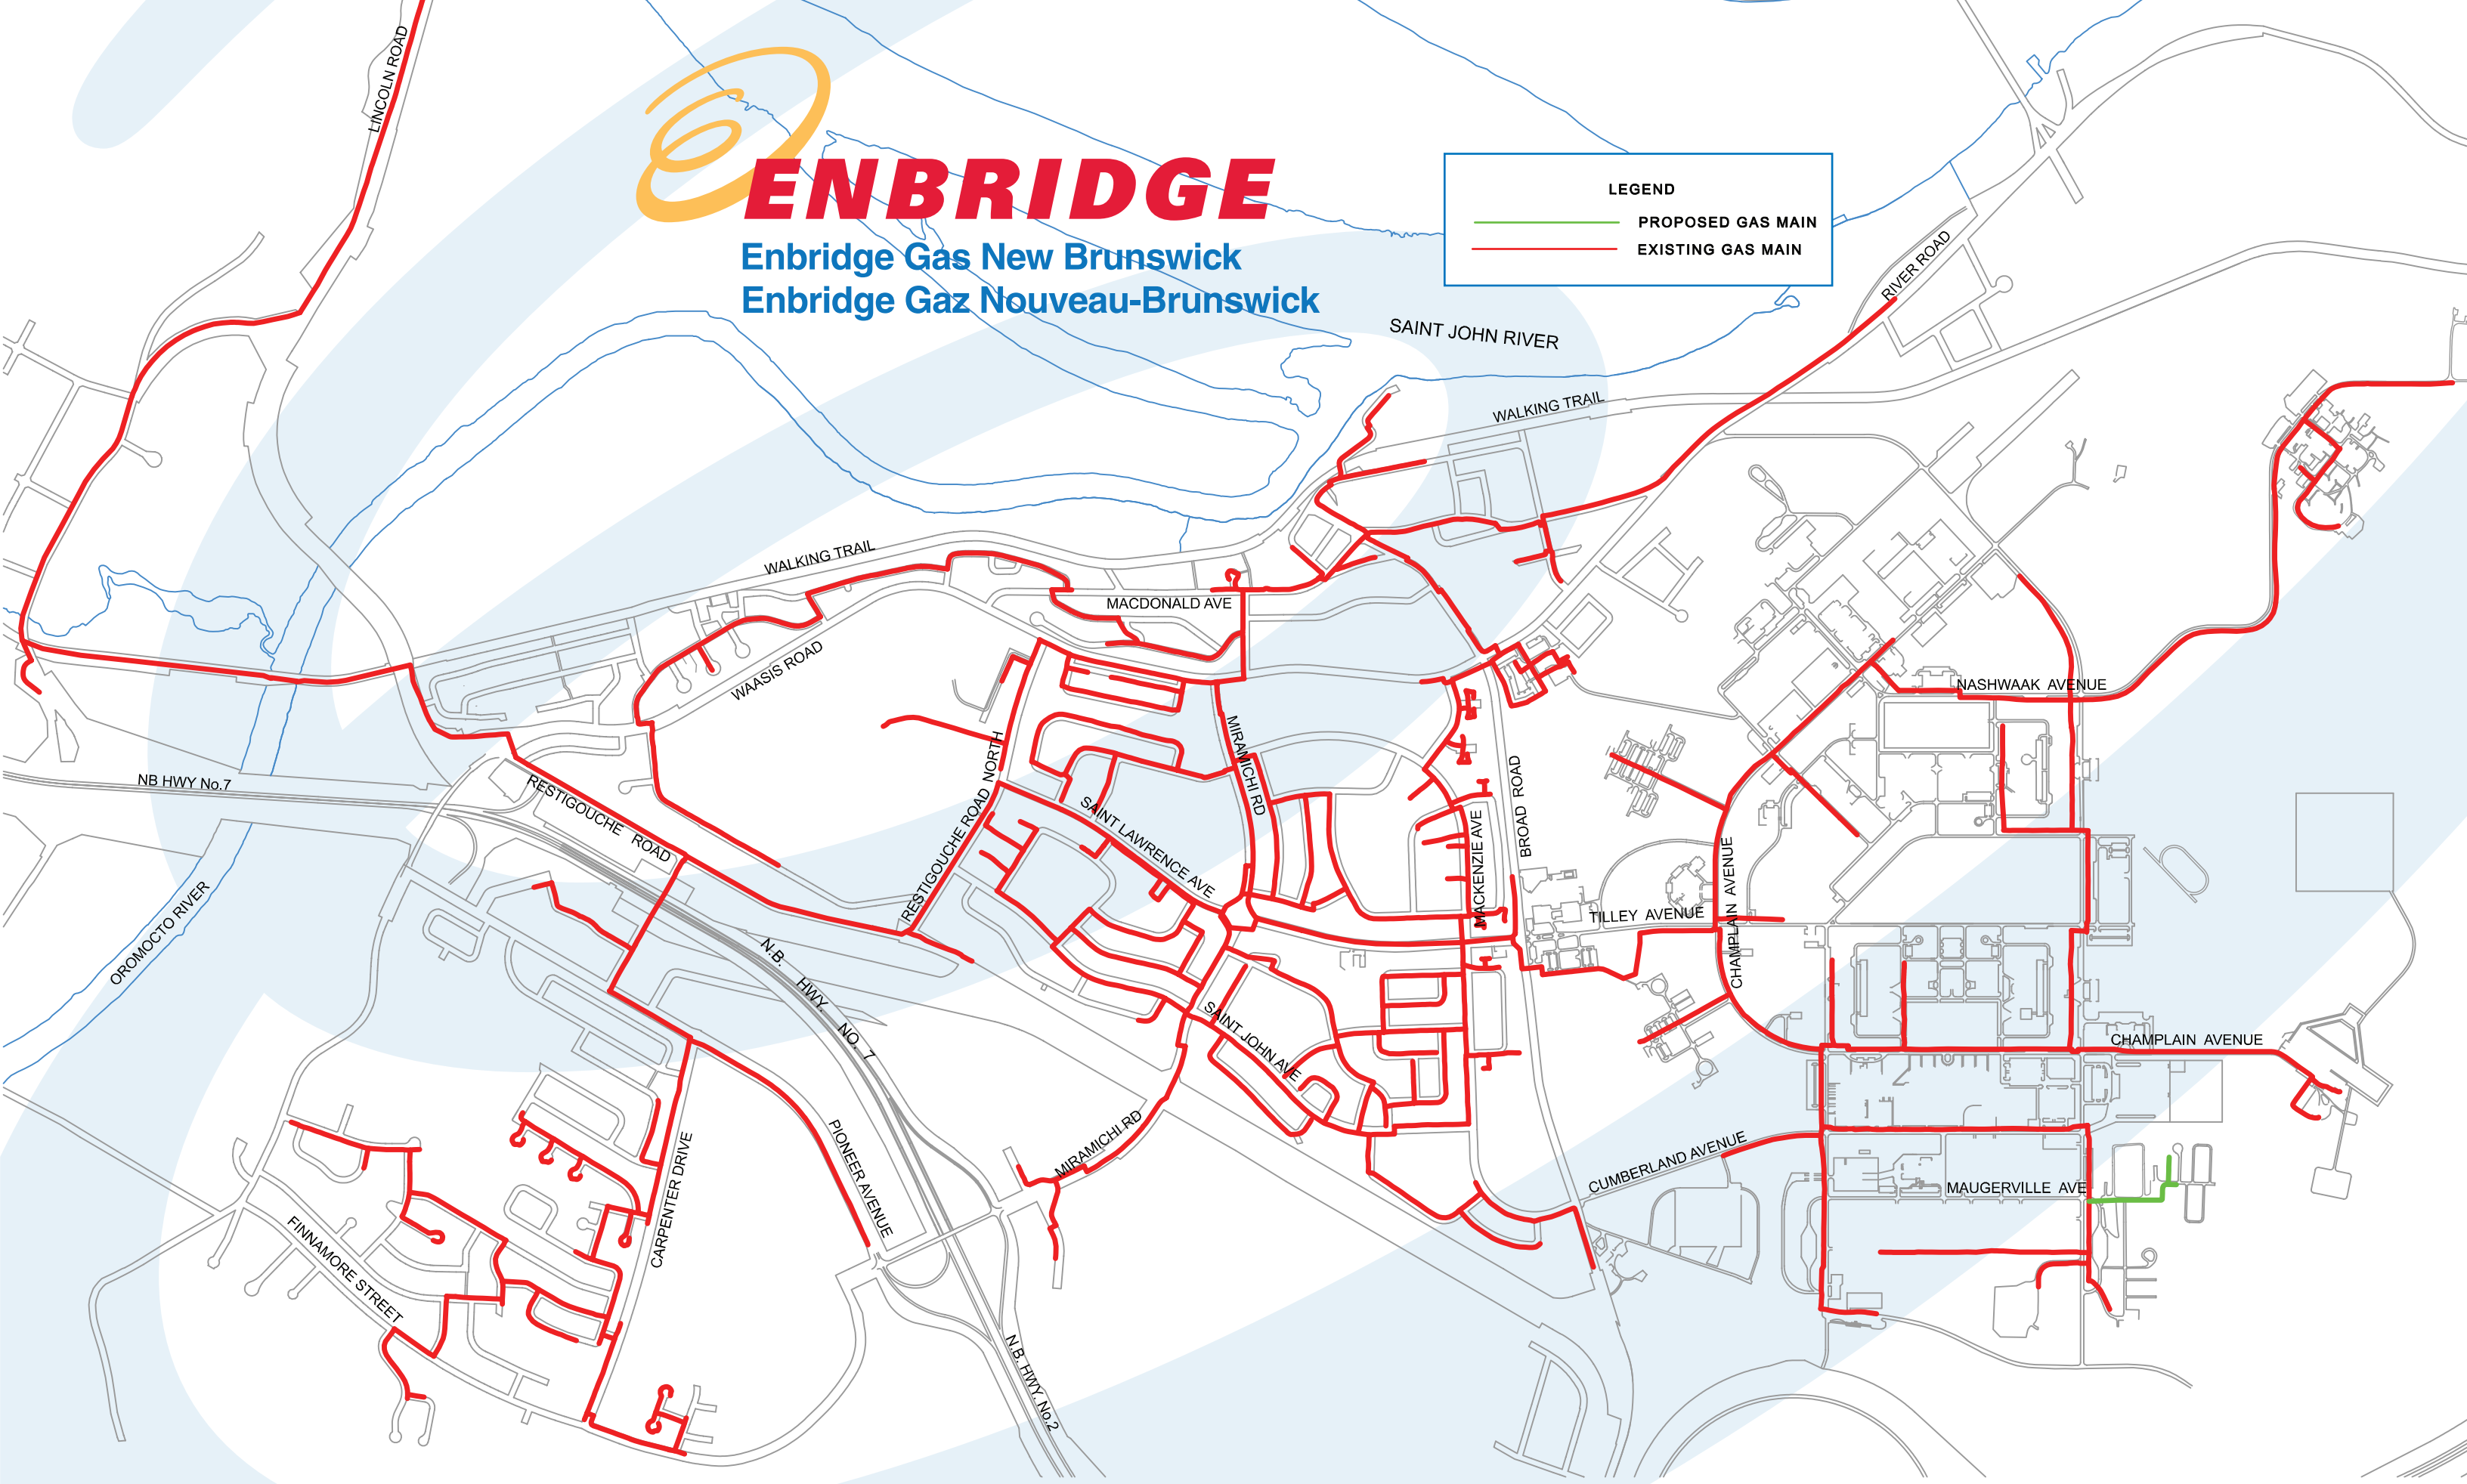 LINCOLN ROAD
ENBRIDGE
Enbridge Gas New Brunswick
Enbridge Gaz Nouveau-Brunswick
LEGEND
PROPOSED GAS MAIN
EXISTING GAS MAIN
RIVER ROAD
SAINT JOHN RIVER
WALKING TRAIL
WALKING TRAIL
MACDONALD AVE
WAASIS ROAD
NASHWAAK AVENUE
NB HWY No.7
RESTIGOUCHE ROAD
RESTIGOUCHE ROAD NORTH
MIRAMICHI RD
SAINT LAWRENCE AVE
MACKENZIE AVE
BROAD ROAD
CHAMPLAIN AVENUE
TILLEY AVENUE
OROMOCTO RIVER
N.B. HWY. NO. 7
SAINT JOHN AVE
CHAMPLAIN AVENUE
MIRAMICHI RD
PIONEER AVENUE
CARPENTER DRIVE
CUMBERLAND AVENUE
MAUGERVILLE AVE
FINNAMORE STREET
N.B. HWY. No.2